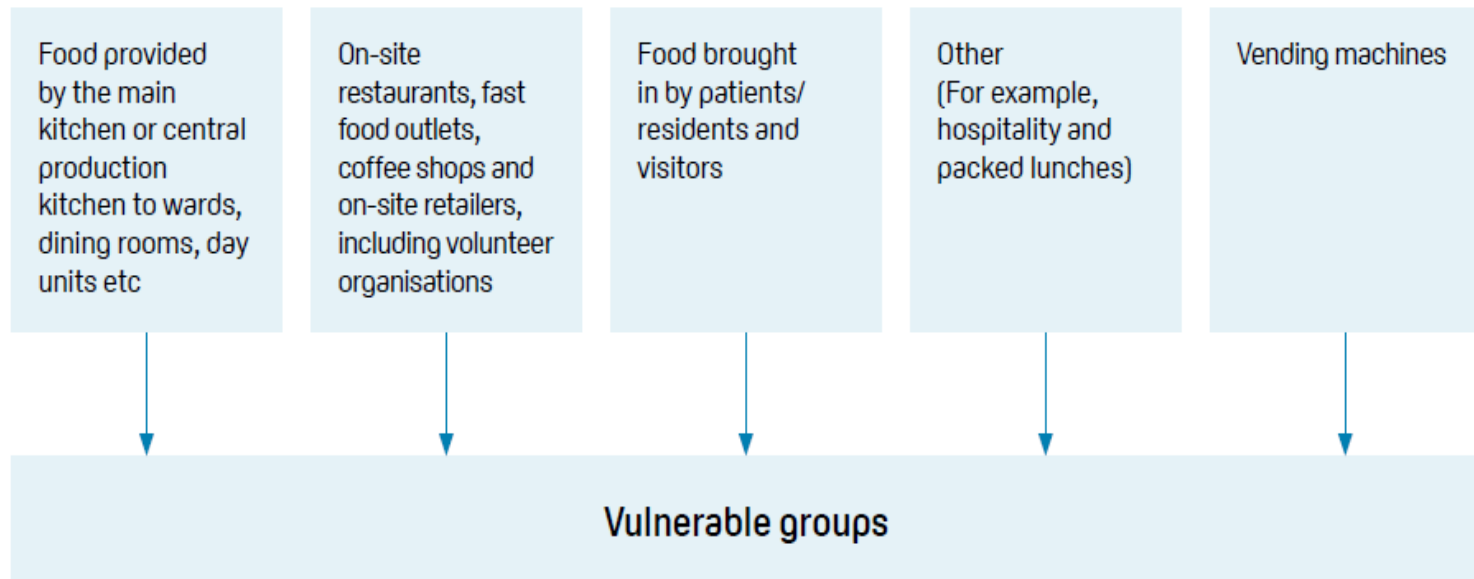 Food provided
by the main
kitchen or central
production
kitchen to wards,
dining rooms, day
units etc
On-site
restaurants, fast
food outlets,
coffee shops and
on-site retailers,
including volunteer
organisations
Food brought
in by patients/
residents and
visitors
Other
(For example,
hospitality and
packed lunches)
Vending machines
Vulnerable groups